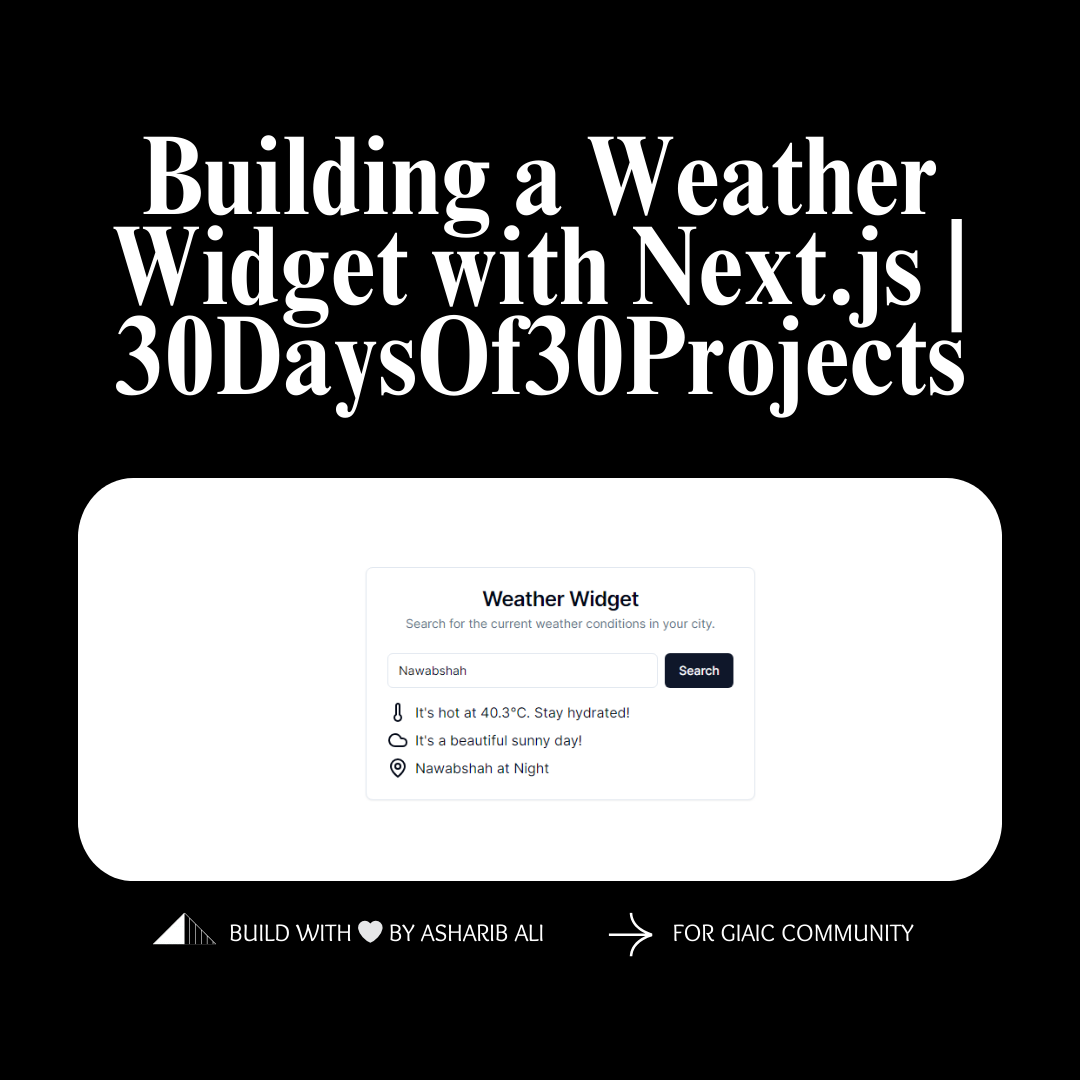 Building a Weather
Widget with Next.js |
30DaysOf30Projects
Weather Widget
Search for the current weather conditions in your city.
Nawabshah
Search
It's hot at 40.3°C. Stay hydrated!
It's a beautiful sunny day!
Nawabshah at Night
BUILD WITH 🤍 BY ASHARIB ALI
FOR GIAIC COMMUNITY